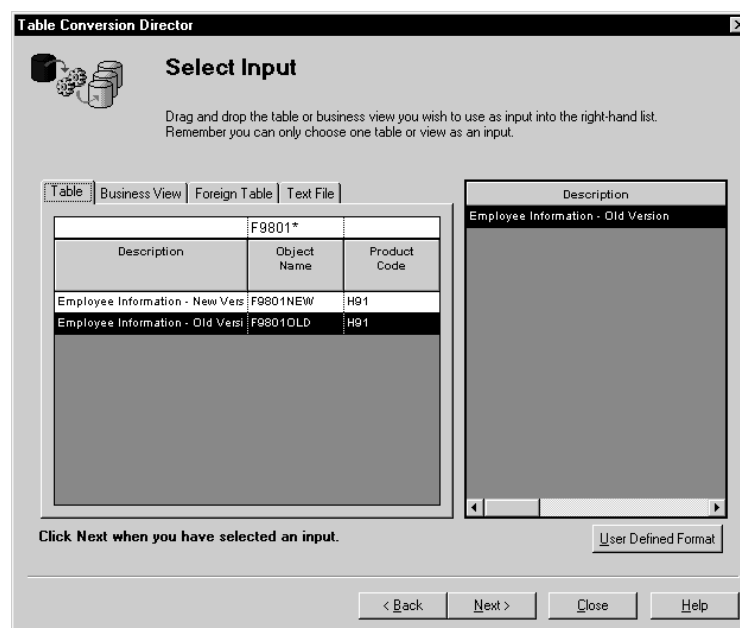 Table Conversion Director
Select Input
Drag and drop the table or business view you wish to use as input into the right-hand list.
Remember you can only choose one table or view as an input.
Table
Business View
Foreign Table
Text File
F9801*
Description
Object
Name
Product
Code
Employee Information - New Vers
F9801NEW
H91
Employee Information - Old Versi
F9801OLD
H91
Description
Employee Information - Old Version
Click Next when you have selected an input.
User Defined Format
< Back
Next >
Close
Help